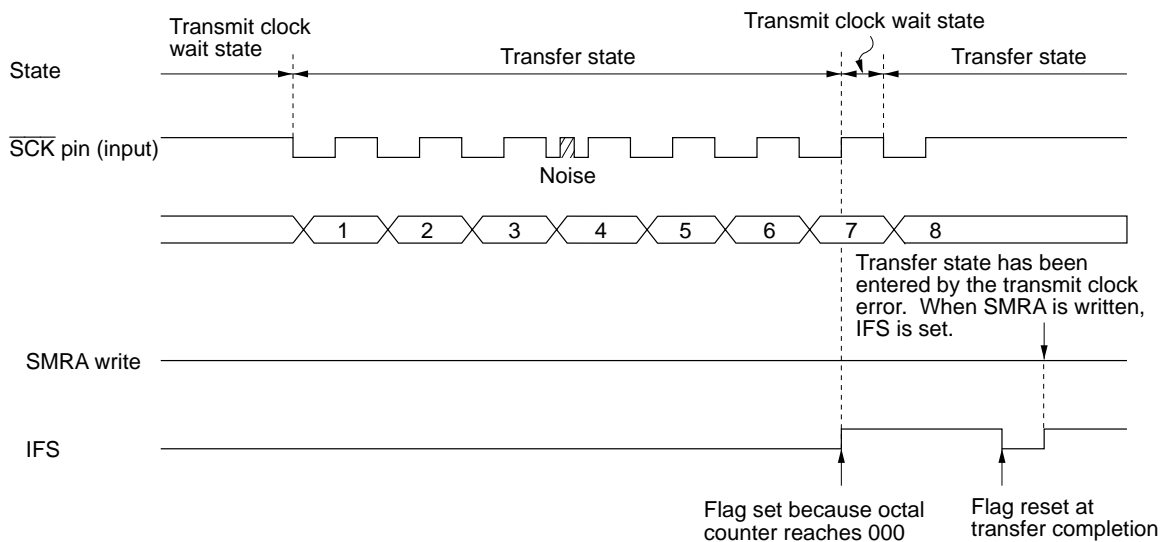 Transmit clock
wait state
Transmit clock wait state
State
Transfer state
Transfer state
SCK pin (input)
Noise
1 2 3 4 5 6 7 8
Transfer state has been
entered by the transmit clock
error. When SMRA is written,
IFS is set.
SMRA write
IFS
Flag set because octal
counter reaches 000
Flag reset at
transfer completion